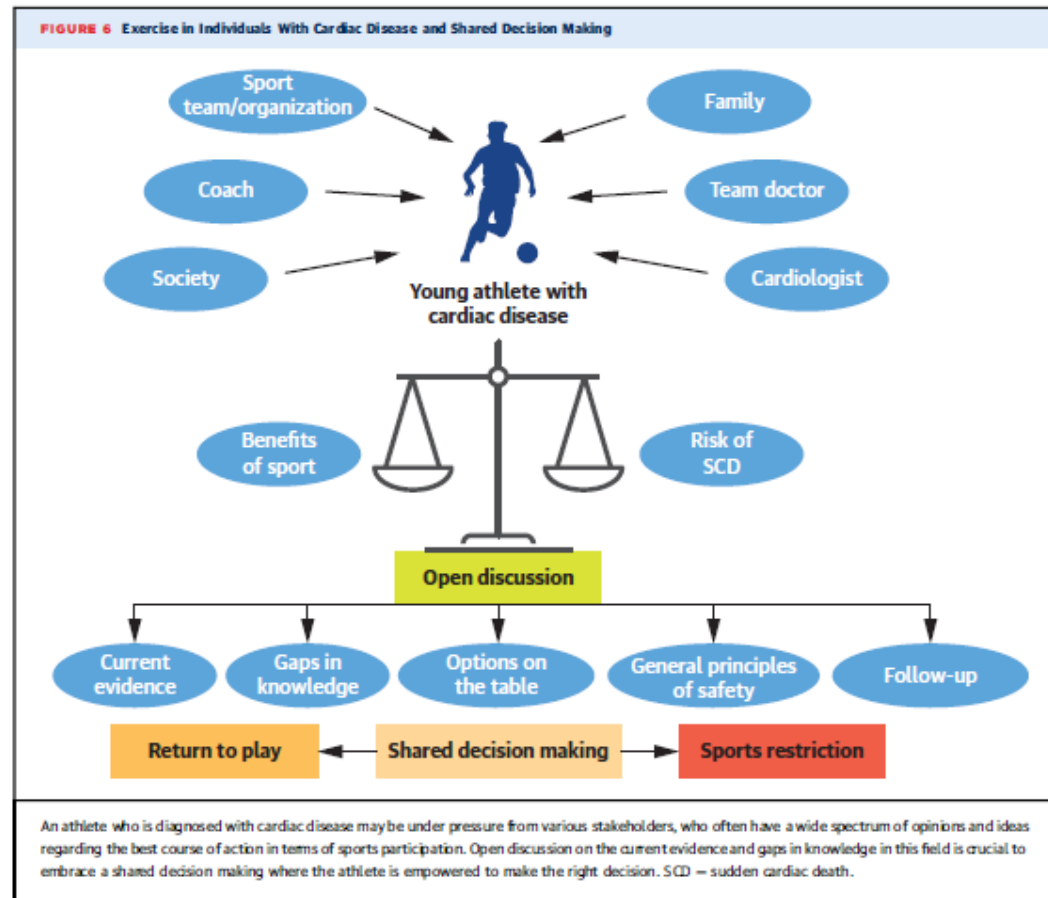 FIGURE 6 Exercise in Individuals With Cardiac Disease and Shared Decision Making
Sport
team/organization
Family
Coach
Team doctor
Society
Cardiologist
Young athlete with
cardiac disease
Benefits
of sport
Risk of
SCD
Open discussion
Current
evidence
Gaps in
knowledge
Options on
the table
General principles
of safety
Follow-up
Return to play
Shared decision making
Sports restriction
An athlete who is diagnosed with cardiac disease may be under pressure from various stakeholders, who often have a wide spectrum of opinions and ideas
regarding the best course of action in terms of sports participation. Open discussion on the current evidence and gaps in knowledge in this field is crucial to
embrace a shared decision making where the athlete is empowered to make the right decision. SCD = sudden cardiac death.